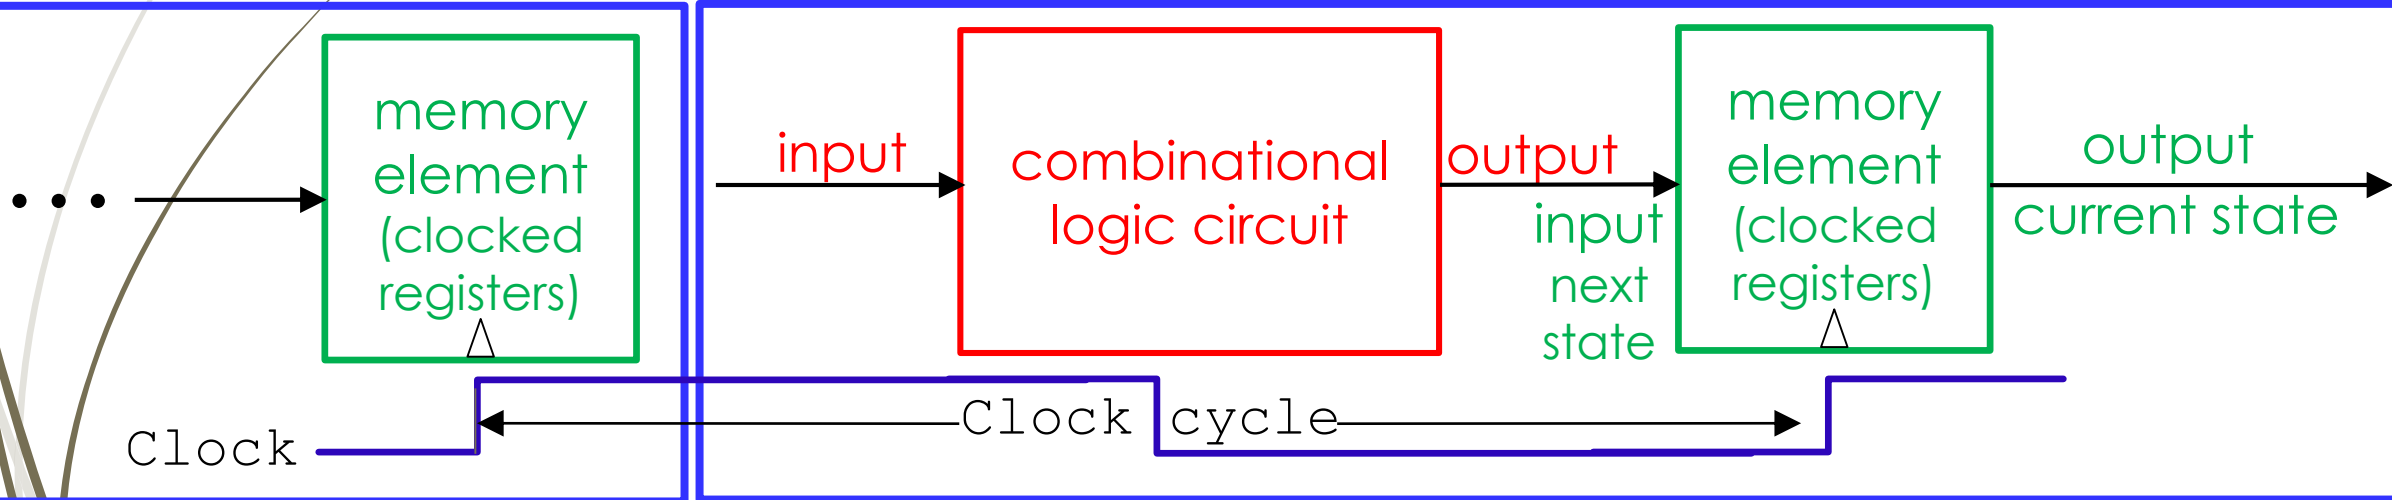 • • •
memory
element
(clocked
registers)
input
combinational
logic circuit
output
input
next
state
memory
element
(clocked
registers)
output
current state
Clock
Clock cycle